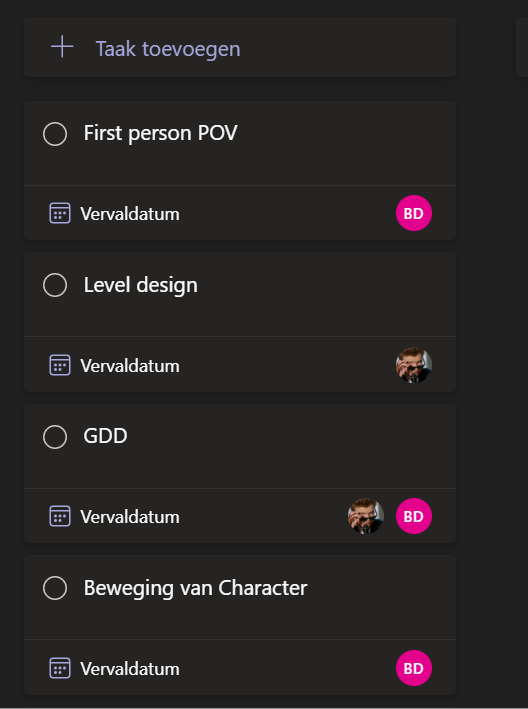 Taak toevoegen
First person POV
Vervaldatum
BD
Level design
Vervaldatum
GDD
Vervaldatum
BD
Beweging van Character
Vervaldatum
BD